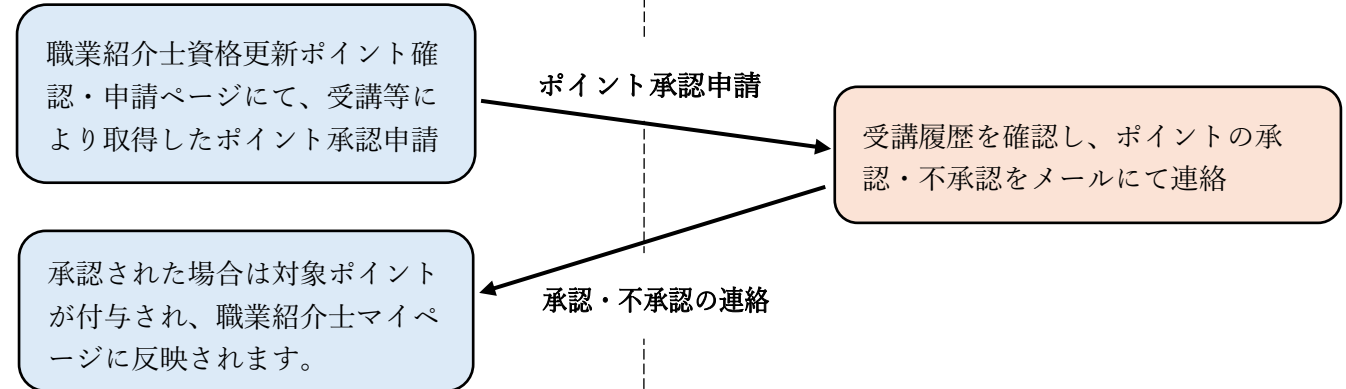 職業紹介士資格更新ポイント確
認・申請ページにて、受講等に
より取得したポイント承認申請
ポイント承認申請
受講履歴を確認し、ポイントの承
認・不承認をメールにて連絡
承認・不承認の連絡
承認された場合は対象ポイント
が付与され、職業紹介士マイペ
ージに反映されます。